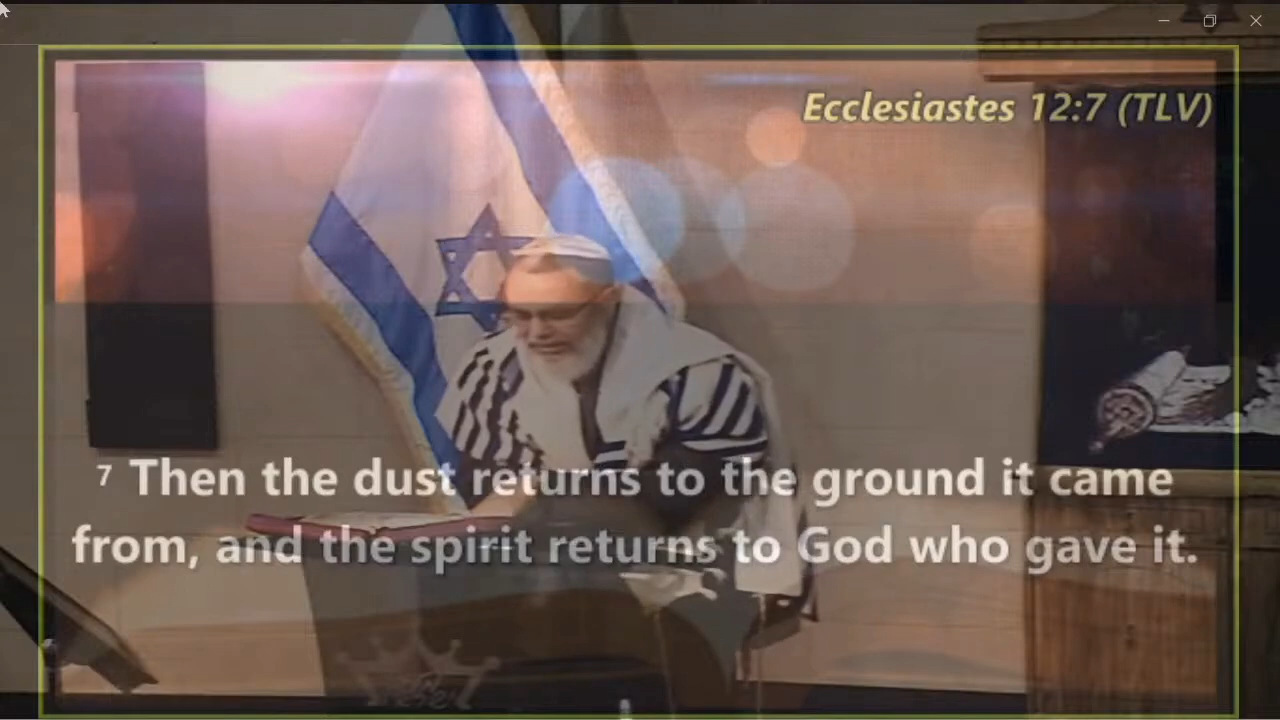 Ecclesiastes 12:7 (TLV)
7 Then the dust returns to the ground it came
from, and the spirit returns to God who gave it.